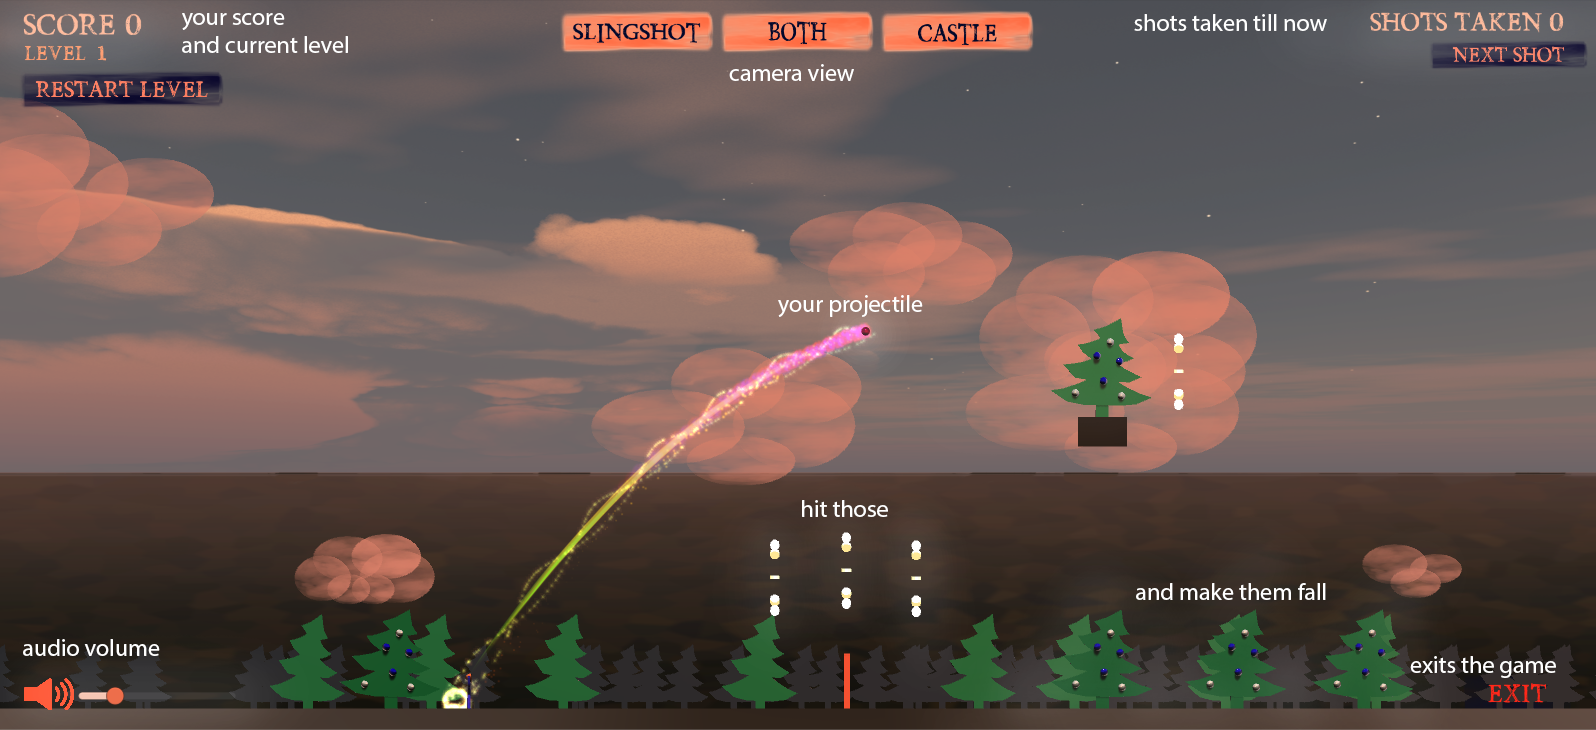 SCORE 0
LEVEL 1
RESTART LEVEL
your score
and current level
SLINGSHOT
BOTH
CASTLE
camera view
shots taken till now
SHOTS TAKEN 0
NEXT SHOT
your projectile
hit those
and make them fall
audio volume
exits the game
EXIT